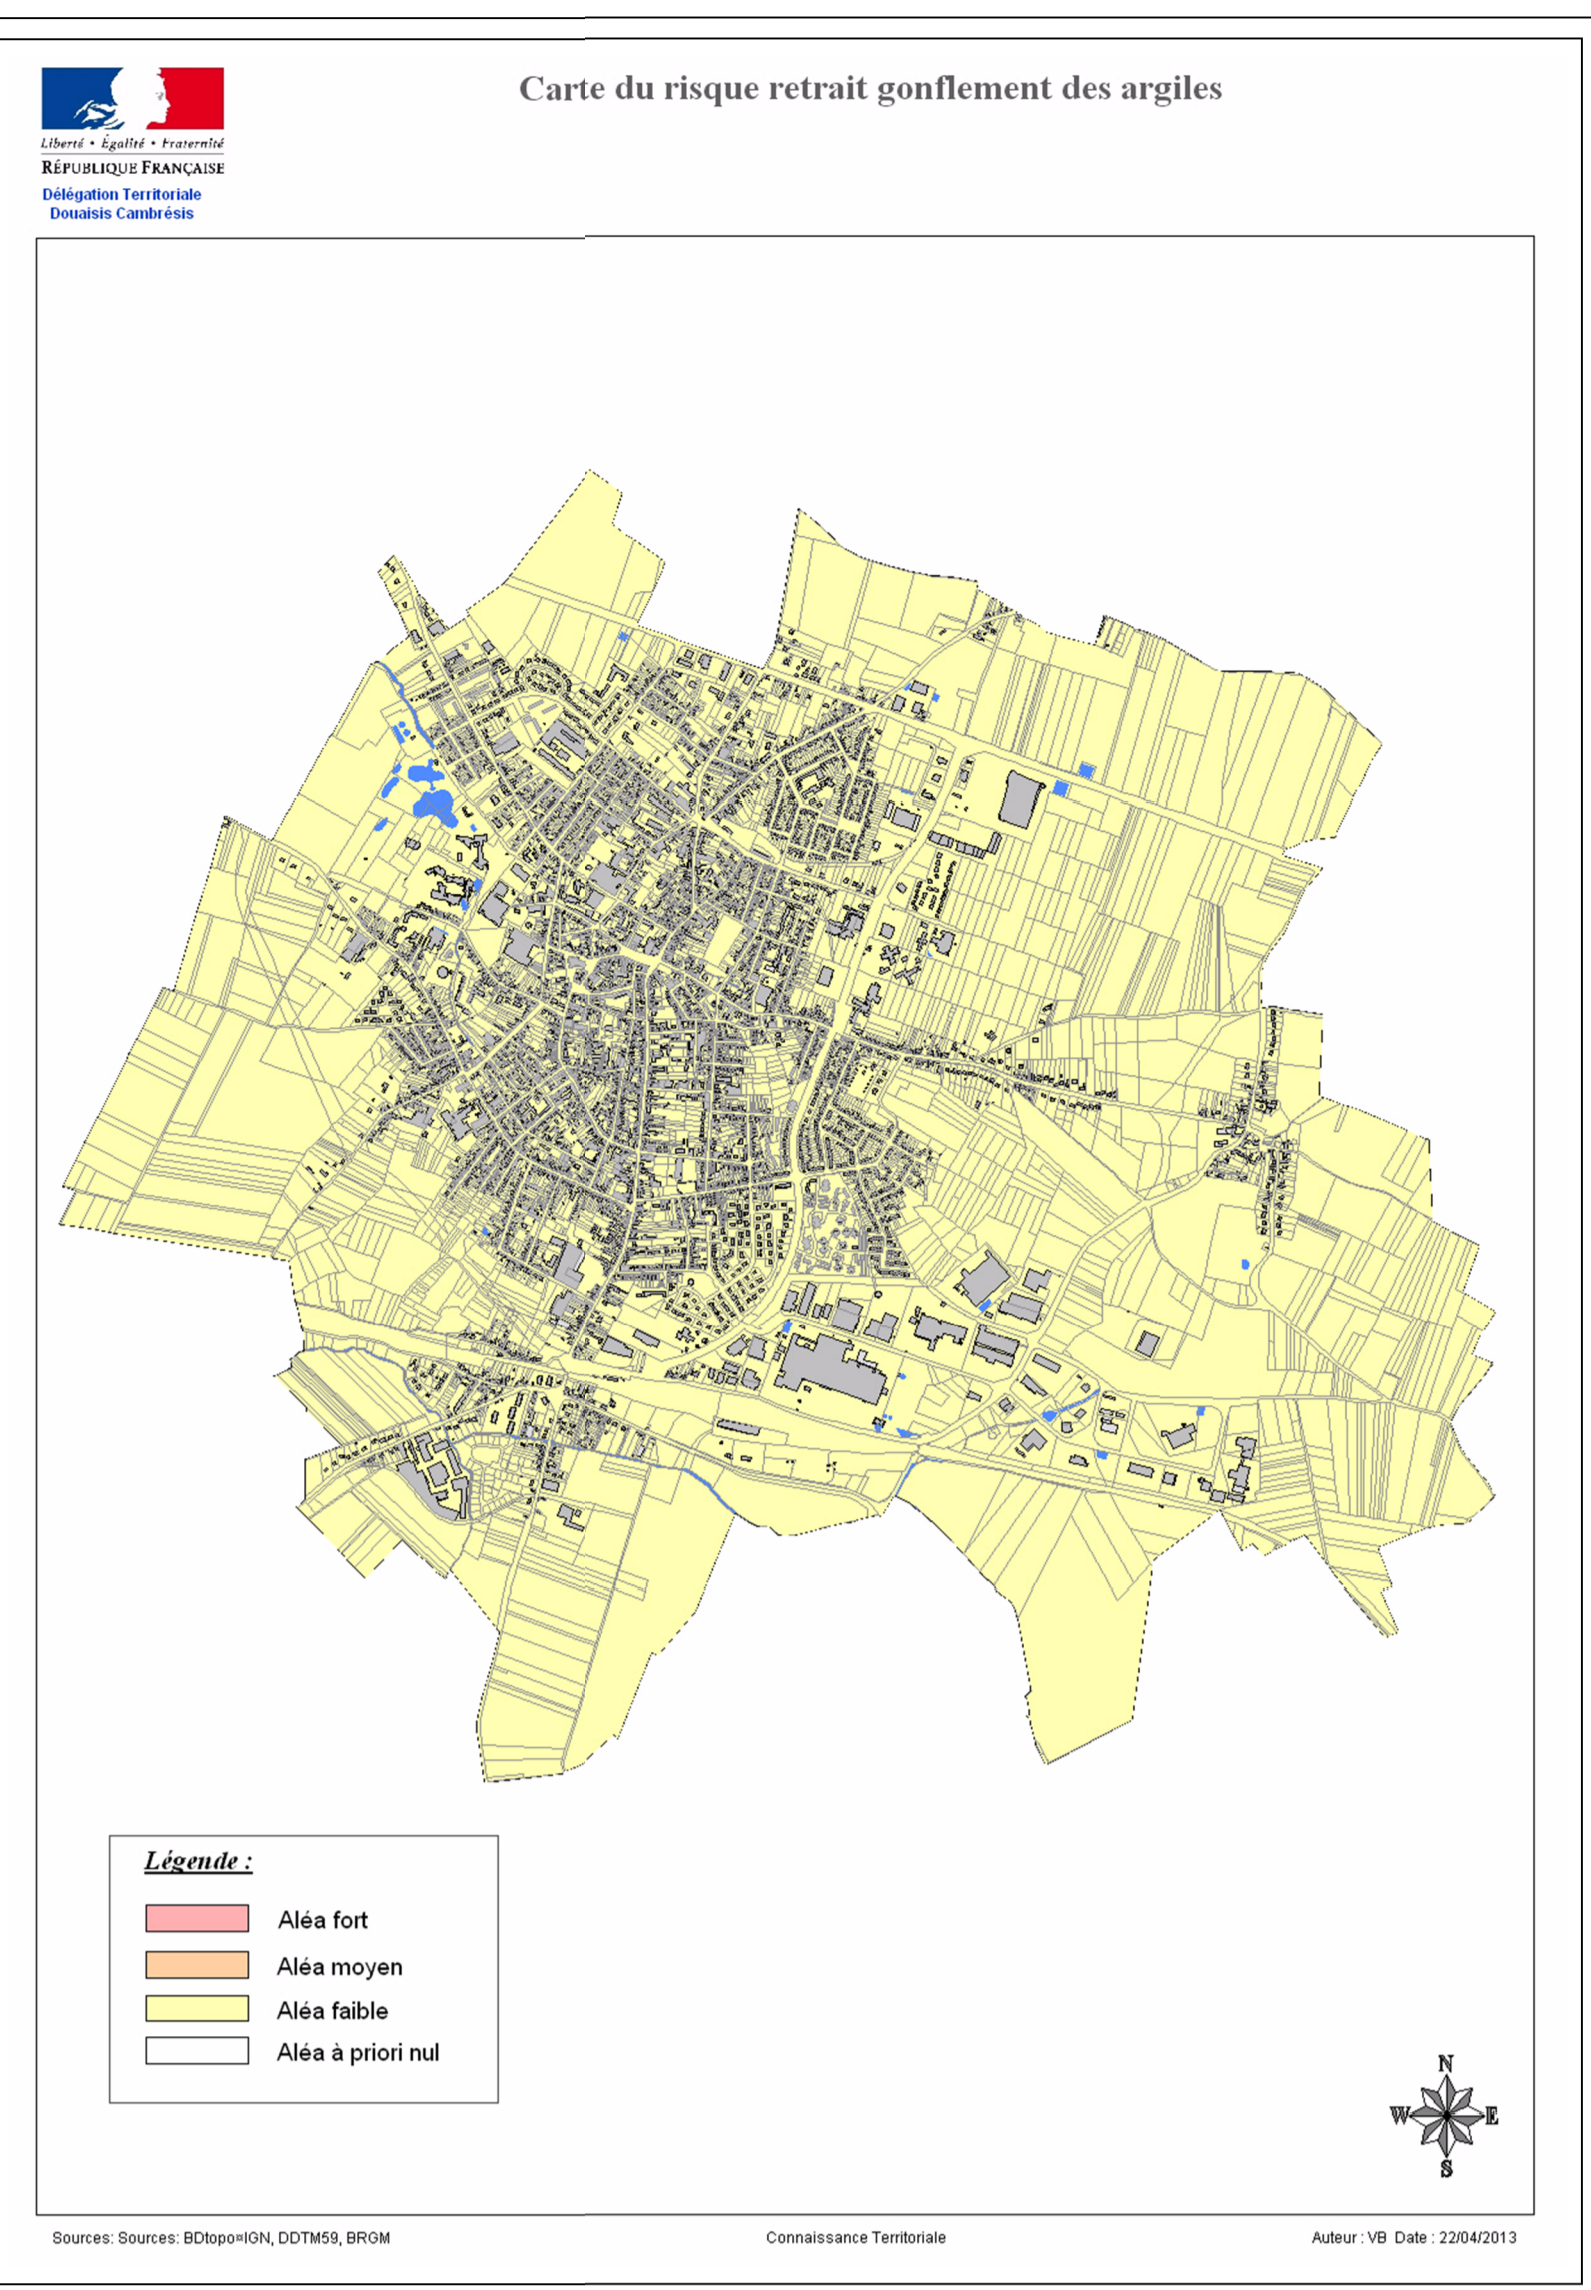 Carte du risque retrait gonflement des argiles
Liberté • Égalité • Fraternité
RÉPUBLIQUE FRANÇAISE
Délégation Territoriale
Douaisis Cambrésis
Légende :
Aléa fort
Aléa moyen
Aléa faible
Aléa à priori nul
N
W E
S
Sources: Sources: BDtopo¤IGN, DDTM59, BRGM
Connaissance Territoriale
Auteur : VB Date : 22/04/2013